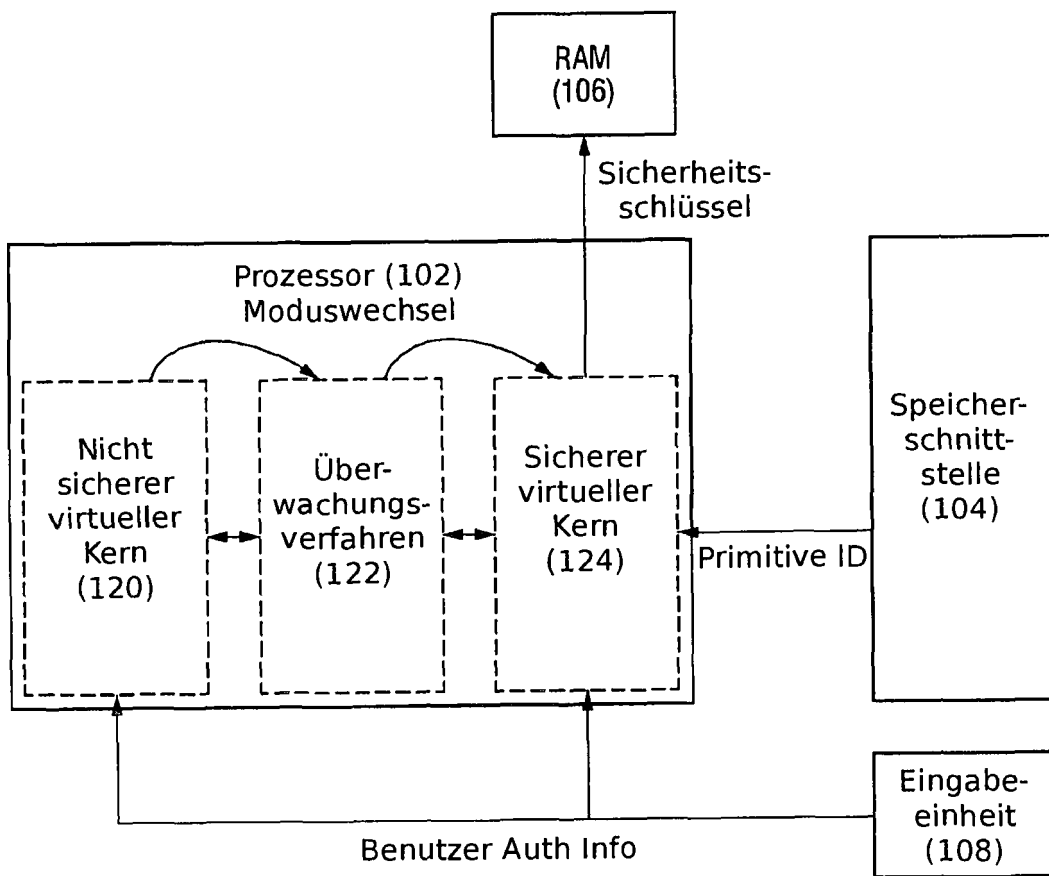 RAM
(106)
Sicherheits-
schlüssel
Prozessor (102)
Moduswechsel
Nicht
sicherer
virtueller
Kern
(120)
Über-
wachungs-
verfahren
(122)
Sicherer
virtueller
Kern
(124)
Primitive ID
Speicher-
schnitt-
stelle
(104)
Eingabe-
einheit
(108)
Benutzer Auth Info